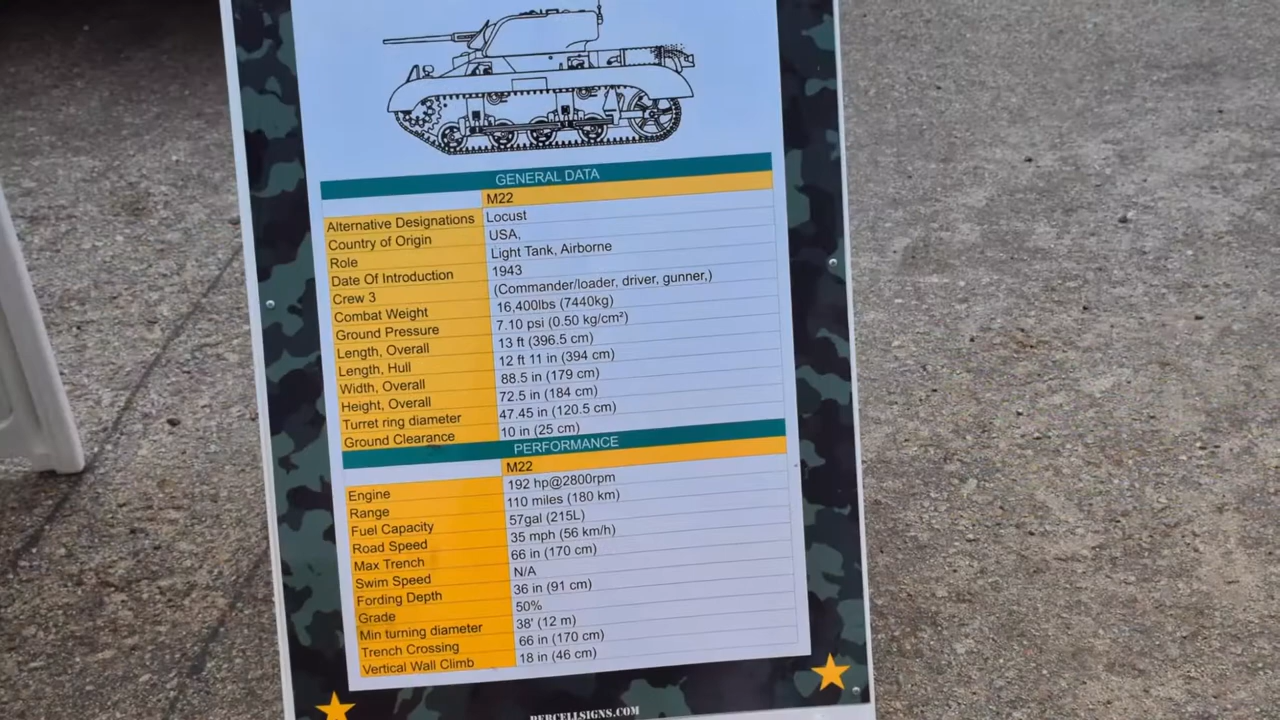 GENERAL DATA
M22
Alternative Designations Locust
Country of Origin USA,
Role Light Tank, Airborne
Date Of Introduction 1943
Crew 3 (Commander/loader, driver, gunner,)
Combat Weight 16,400lbs (7440kg)
Ground Pressure 7.10 psi (0.50 kg/cm²)
Length, Overall 13 ft (396.5 cm)
Length, Hull 12 ft 11 in (394 cm)
Width, Overall 88.5 in (179 cm)
Height, Overall 72.5 in (184 cm)
Turret ring diameter 47.45 in (120.5 cm)
Ground Clearance 10 in (25 cm)
PERFORMANCE
M22
Engine 192 hp@2800rpm
Range 110 miles (180 km)
Fuel Capacity 57gal (215L)
Road Speed 35 mph (56 km/h)
Max Trench 66 in (170 cm)
Swim Speed N/A
Fording Depth 36 in (91 cm)
Grade 50%
Min turning diameter 38' (12 m)
Trench Crossing 66 in (170 cm)
Vertical Wall Climb 18 in (46 cm)
PERCELLSIGNS.COM